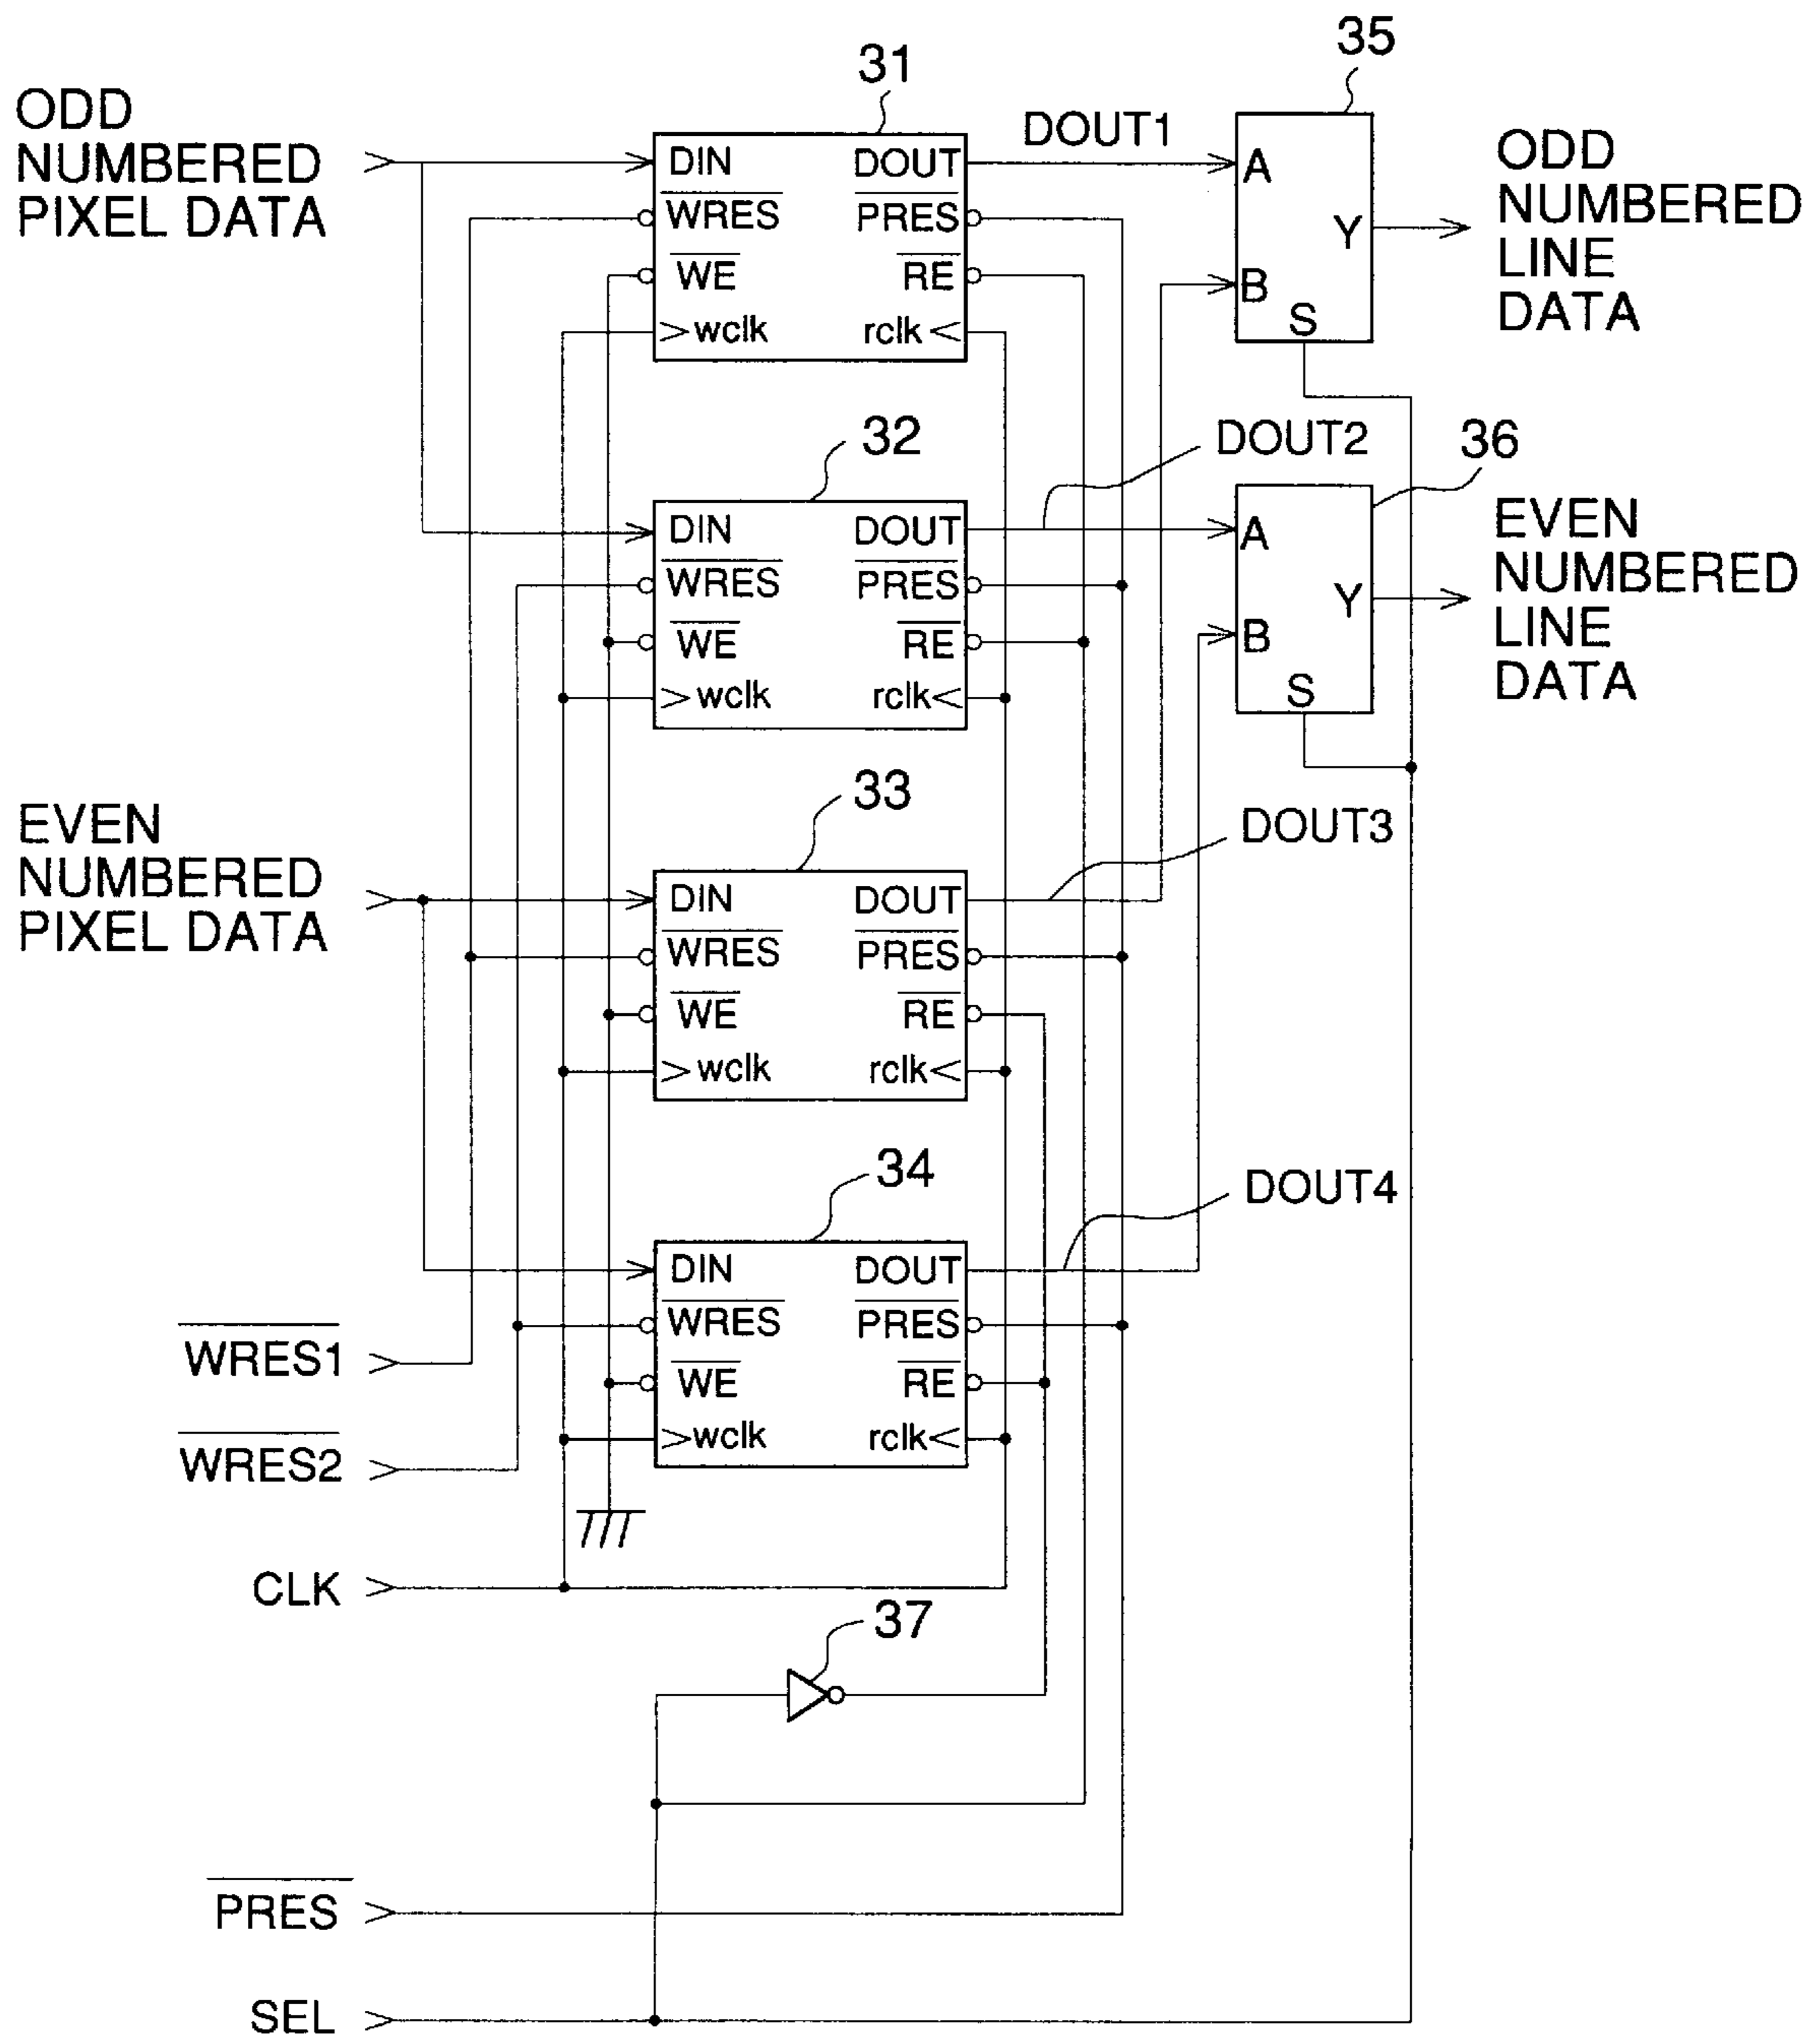 ODD
NUMBERED
PIXEL DATA
31
DIN
DOUT
WRES
PRES
WE
RE
wclk
rclk
DOUT1
35
A
B
Y
S
ODD
NUMBERED
LINE
DATA
32
DIN
DOUT
WRES
PRES
WE
RE
wclk
rclk
DOUT2
36
A
B
Y
S
EVEN
NUMBERED
LINE
DATA
EVEN
NUMBERED
PIXEL DATA
33
DIN
DOUT
WRES
PRES
WE
RE
wclk
rclk
DOUT3
34
DIN
DOUT
WRES
PRES
WE
RE
wclk
rclk
DOUT4
WRES1
WRES2
CLK
37
PRES
SEL